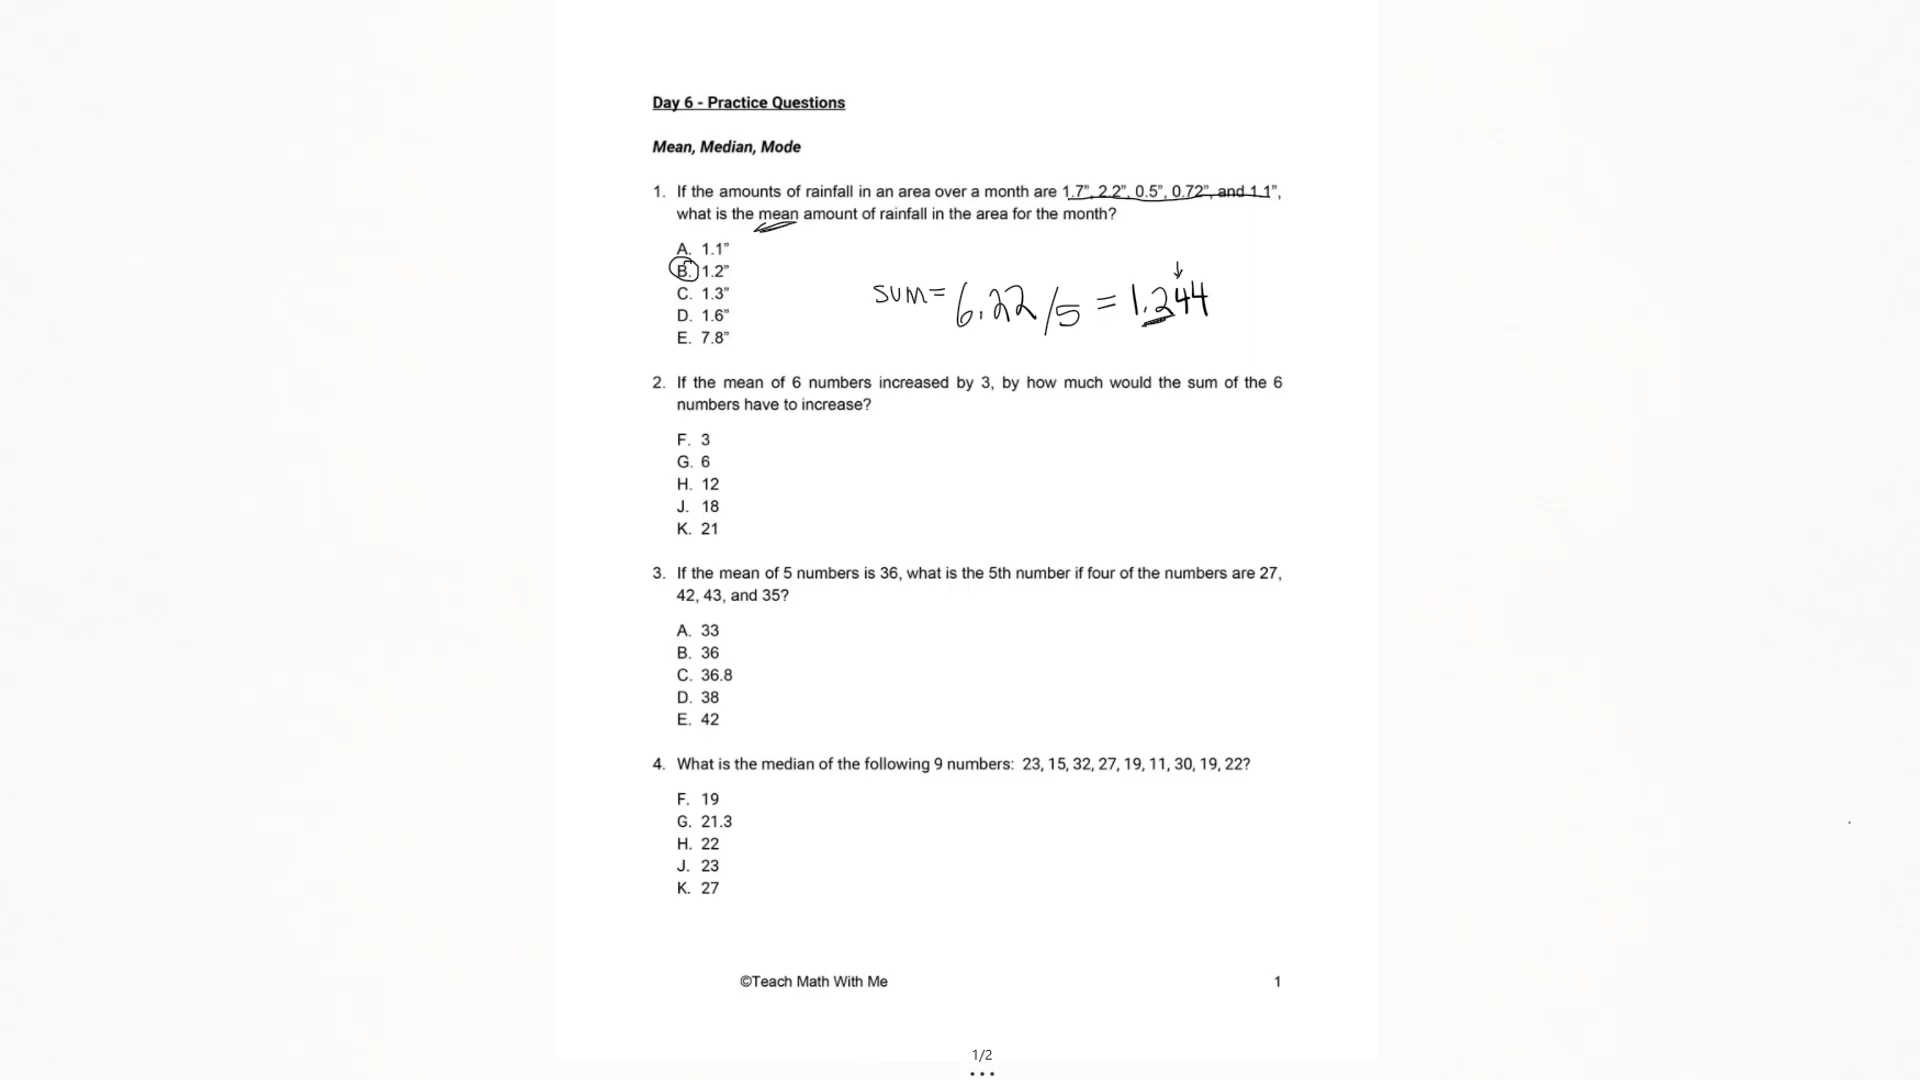 Day 6 - Practice Questions
Mean, Median, Mode
1. If the amounts of rainfall in an area over a month are 1.7", 2.2", 0.5", 0.72", and 1.1",
what is the mean amount of rainfall in the area for the month?
A. 1.1"
B. 1.2"
C. 1.3"
D. 1.6"
E. 7.8"
SUM= 6.22/5 = 1.244
2. If the mean of 6 numbers increased by 3, by how much would the sum of the 6
numbers have to increase?
F. 3
G. 6
H. 12
J. 18
K. 21
3. If the mean of 5 numbers is 36, what is the 5th number if four of the numbers are 27,
42, 43, and 35?
A. 33
B. 36
C. 36.8
D. 38
E. 42
4. What is the median of the following 9 numbers: 23, 15, 32, 27, 19, 11, 30, 19, 22?
F. 19
G. 21.3
H. 22
J. 23
K. 27
©Teach Math With Me 1
1/2